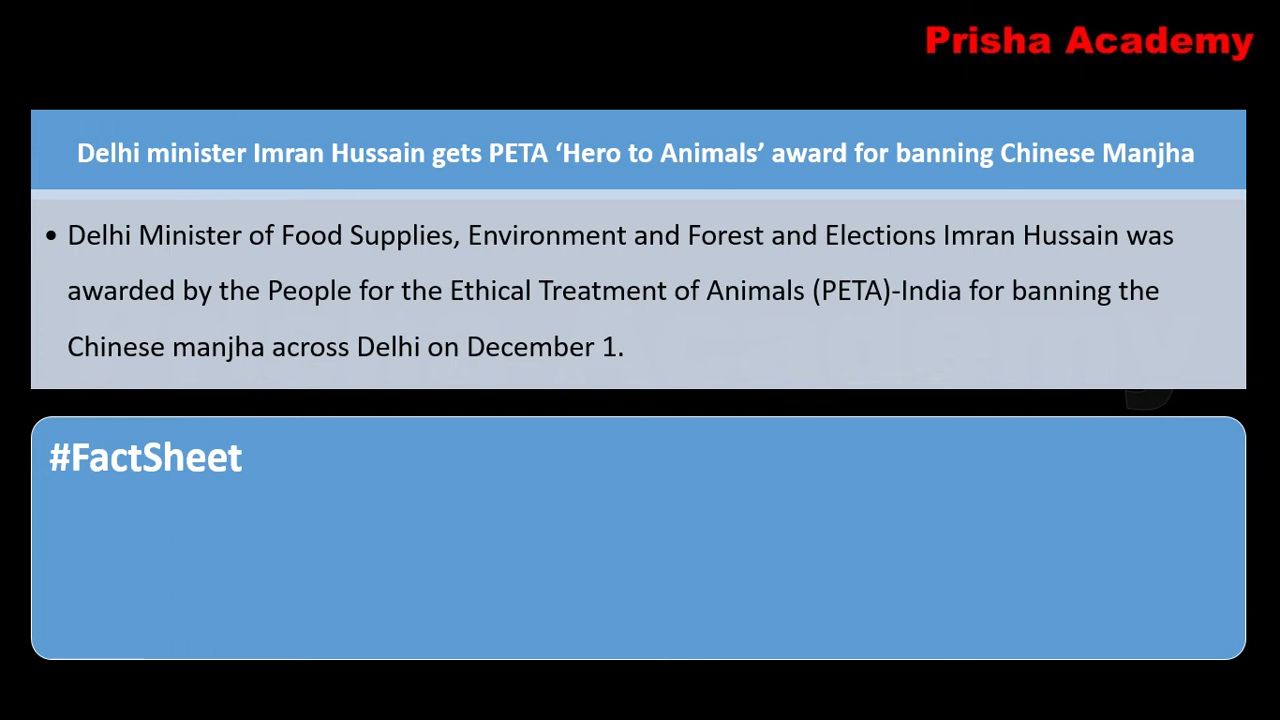 Prisha Academy
Delhi minister Imran Hussain gets PETA ‘Hero to Animals’ award for banning Chinese Manjha
• Delhi Minister of Food Supplies, Environment and Forest and Elections Imran Hussain was
awarded by the People for the Ethical Treatment of Animals (PETA)-India for banning the
Chinese manjha across Delhi on December 1.
#FactSheet